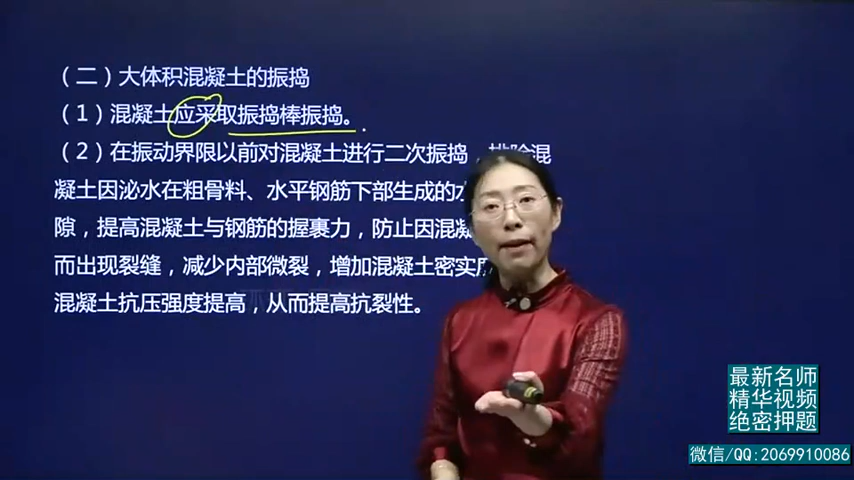 （二）大体积混凝土的振捣
（1）混凝土应采取振捣棒振捣。
（2）在振动界限以前对混凝土进行二次振捣，排除混
凝土因泌水在粗骨料、水平钢筋下部生成的水
隙，提高混凝土与钢筋的握裹力，防止因混凝
而出现裂缝，减少内部微裂，增加混凝土密实度
混凝土抗压强度提高，从而提高抗裂性。
最新名师
精华视频
绝密押题
微信/QQ:2069910086